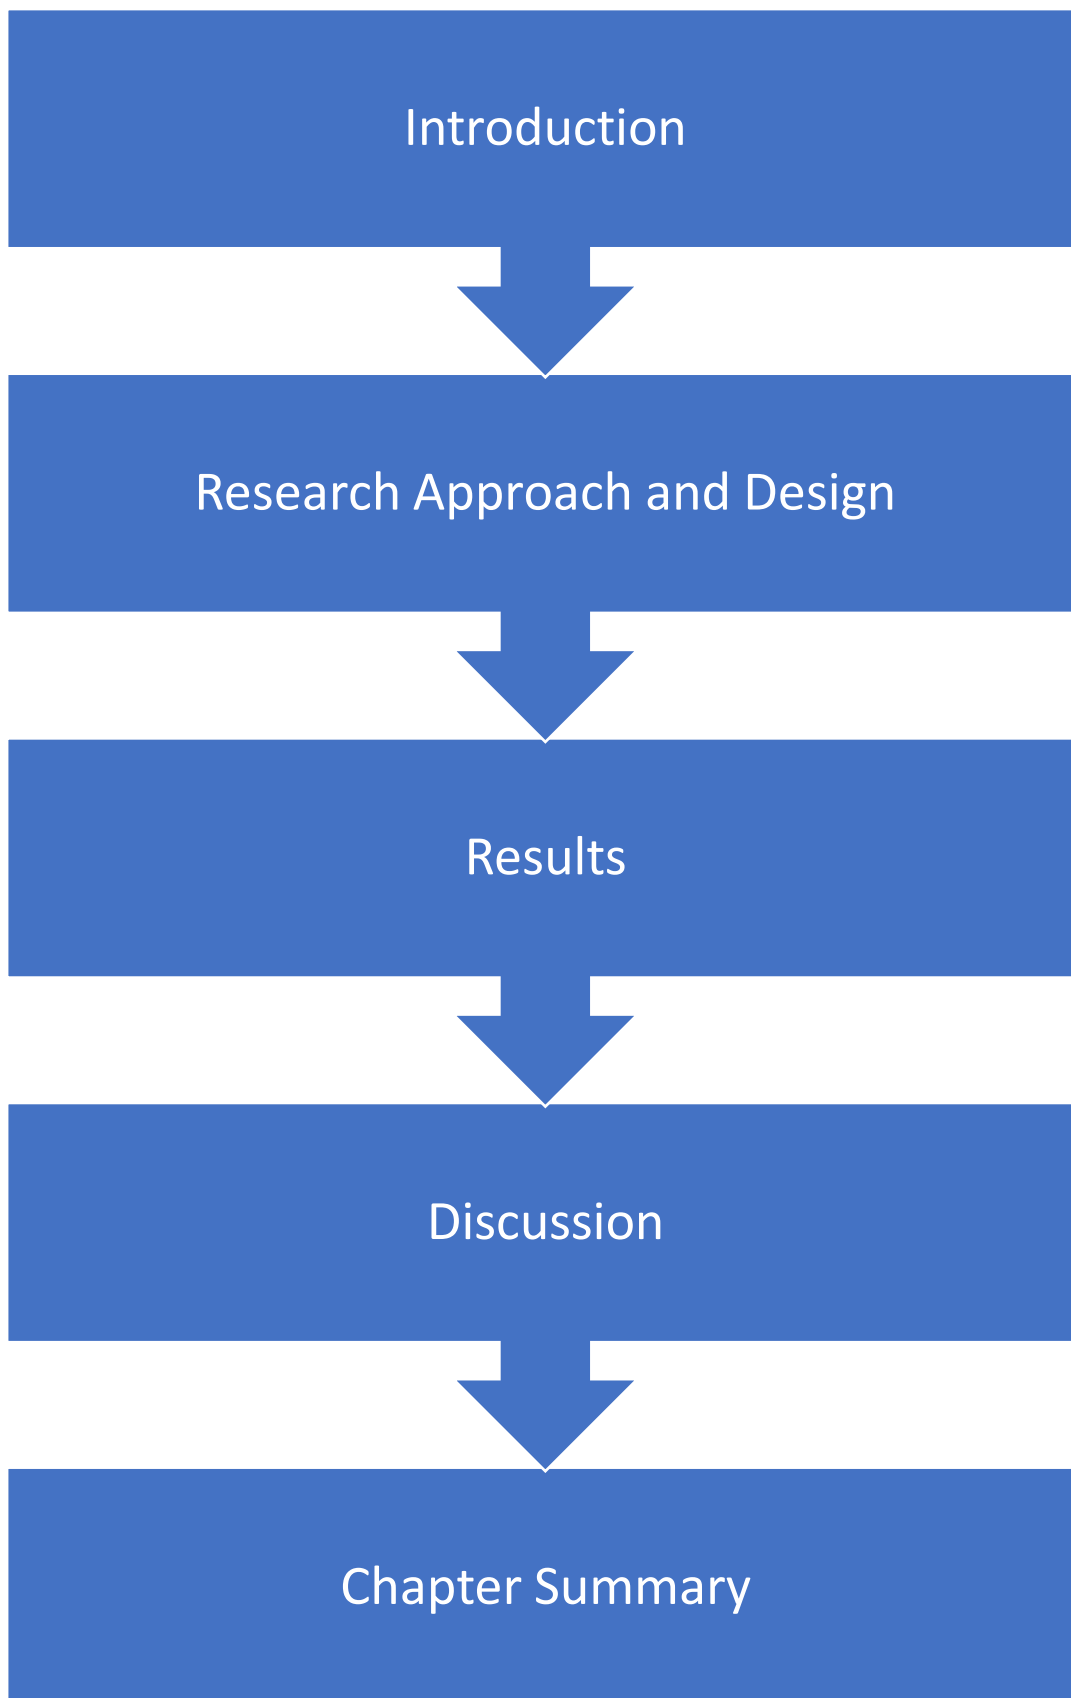 Introduction
Research Approach and Design
Results
Discussion
Chapter Summary